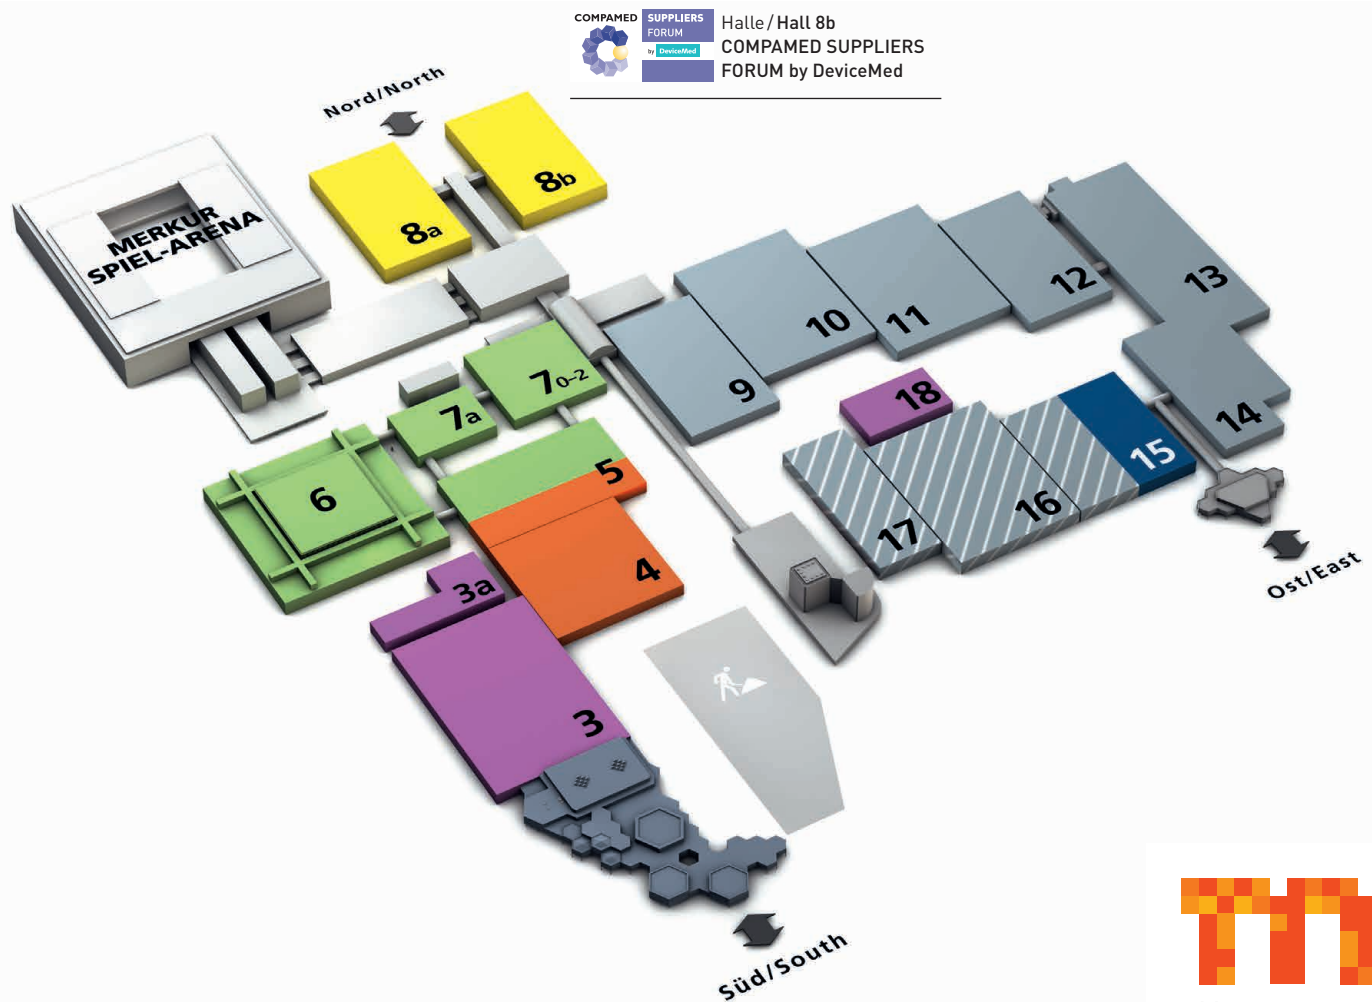 COMPAMED
SUPPLIERS
FORUM
by DeviceMed
Halle / Hall 8b
COMPAMED SUPPLIERS
FORUM by DeviceMed
Nord/North
MERKUR
SPIEL-ARENA
8a
8b
9
10
11
12
13
14
15
16
17
18
7a
7 0–2
6
5
4
3a
3
Ost/East
Süd/South